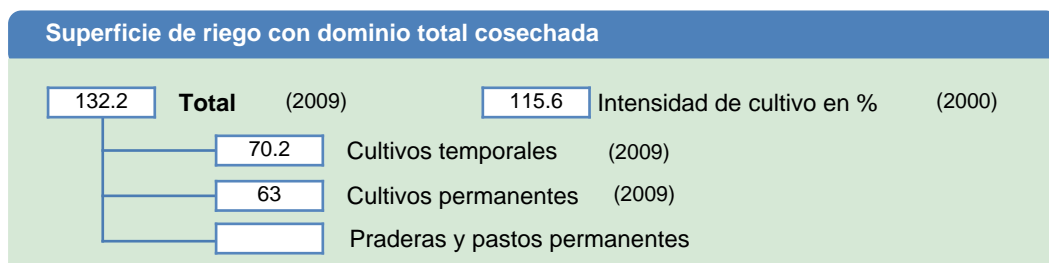 Superficie de riego con dominio total cosechada
132.2 Total (2009) 115.6 Intensidad de cultivo en % (2000)
70.2 Cultivos temporales (2009)
63 Cultivos permanentes (2009)
Praderas y pastos permanentes